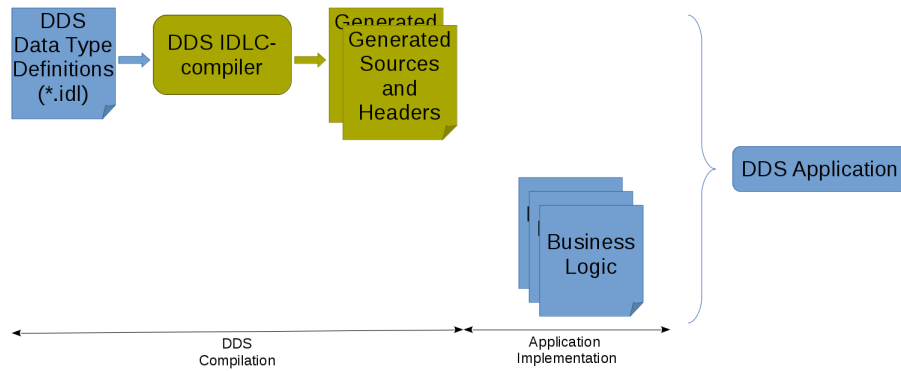 DDS
Data Type
Definitions
(*.idl)
DDS IDLC-
compiler
Generated
Generated
Sources
and
Headers
DDS Application
Business
Logic
DDS
Compilation
Application
Implementation